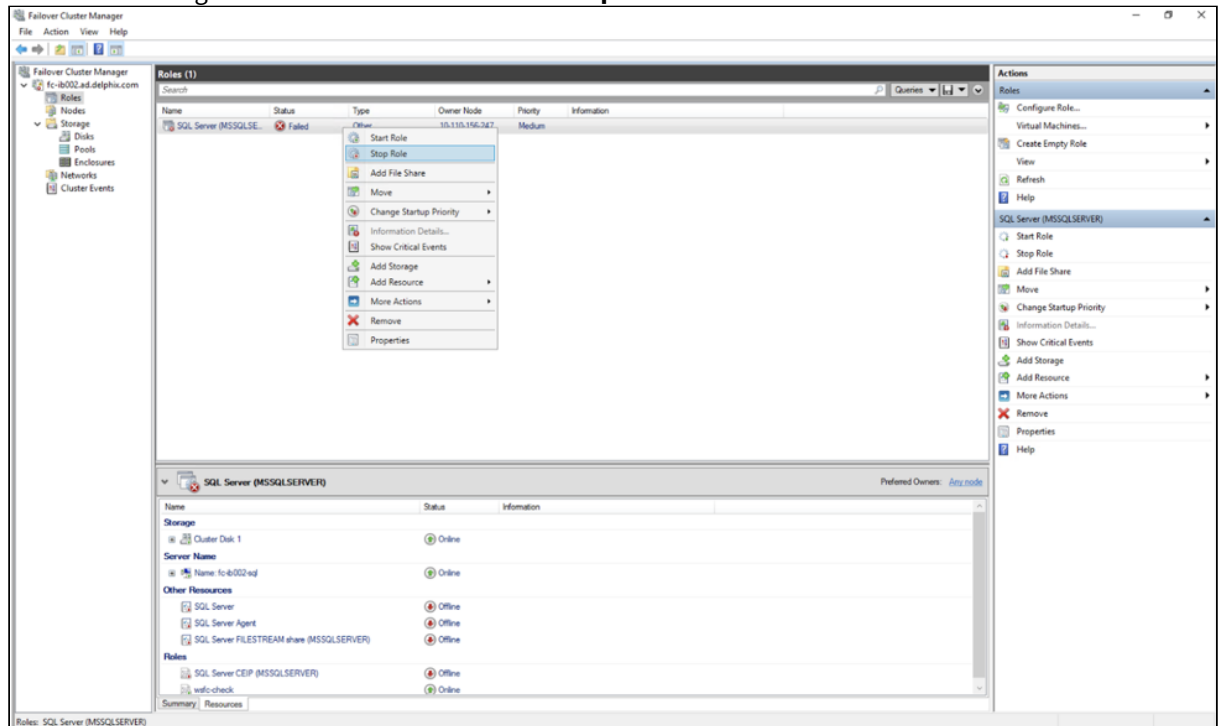 Failover Cluster Manager
File Action View Help
Failover Cluster Manager
fc-ib002.ad.delphix.com
Roles
Nodes
Storage
Disks
Pools
Enclosures
Networks
Cluster Events
Roles (1)
Search
Queries
Name Status Type Owner Node Priority Information
SQL Server (MSSQLSE... Failed Other 10-110-156-247 Medium
Start Role
Stop Role
Add File Share
Move
Change Startup Priority
Information Details...
Show Critical Events
Add Storage
Add Resource
More Actions
Remove
Properties
SQL Server (MSSQLSERVER)
Preferred Owners: Any node
Name Status Information
Storage
Cluster Disk 1 Online
Server Name
Name: fc-ib002-sql Online
Other Resources
SQL Server Offline
SQL Server Agent Offline
SQL Server FILESTREAM share (MSSQLSERVER) Offline
Roles
SQL Server CEIP (MSSQLSERVER) Offline
wsfc-check Online
Summary Resources
Actions
Roles
Configure Role...
Virtual Machines...
Create Empty Role
View
Refresh
Help
SQL Server (MSSQLSERVER)
Start Role
Stop Role
Add File Share
Move
Change Startup Priority
Information Details...
Show Critical Events
Add Storage
Add Resource
More Actions
Remove
Properties
Help
Roles: SQL Server (MSSQLSERVER)